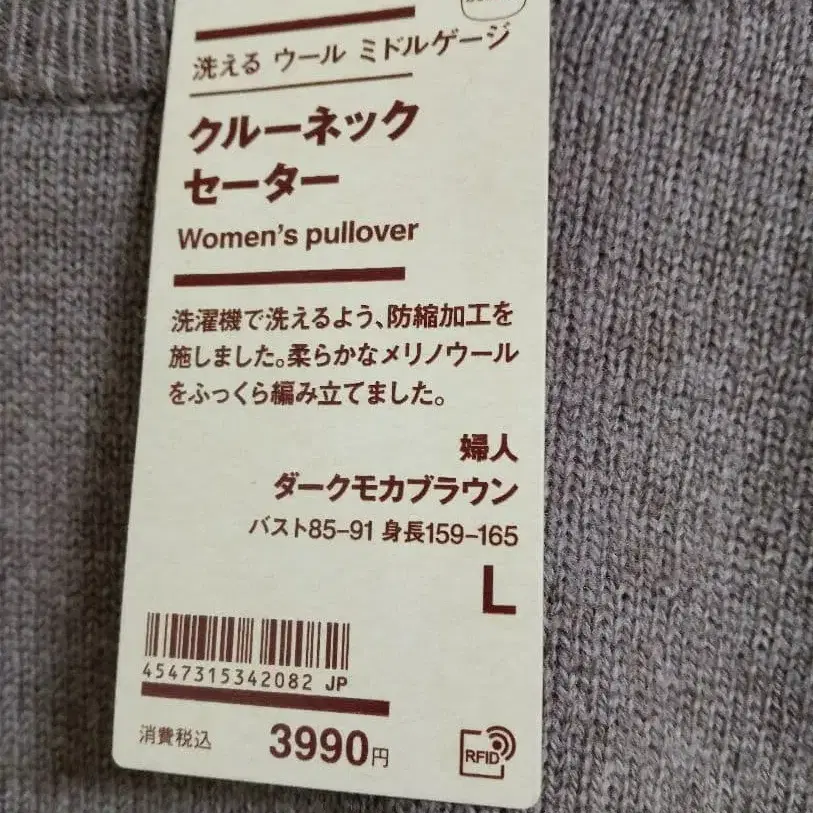 洗える ウール ミドルゲージ
クルーネック
セーター
Women's pullover
洗濯機で洗えるよう、防縮加工を
施しました。柔らかなメリノウール
をふっくら編み立てました。
婦人
ダークモカブラウン
バスト85-91 身長159-165
L
4547315342082 JP
消費税込 3990円
RFID